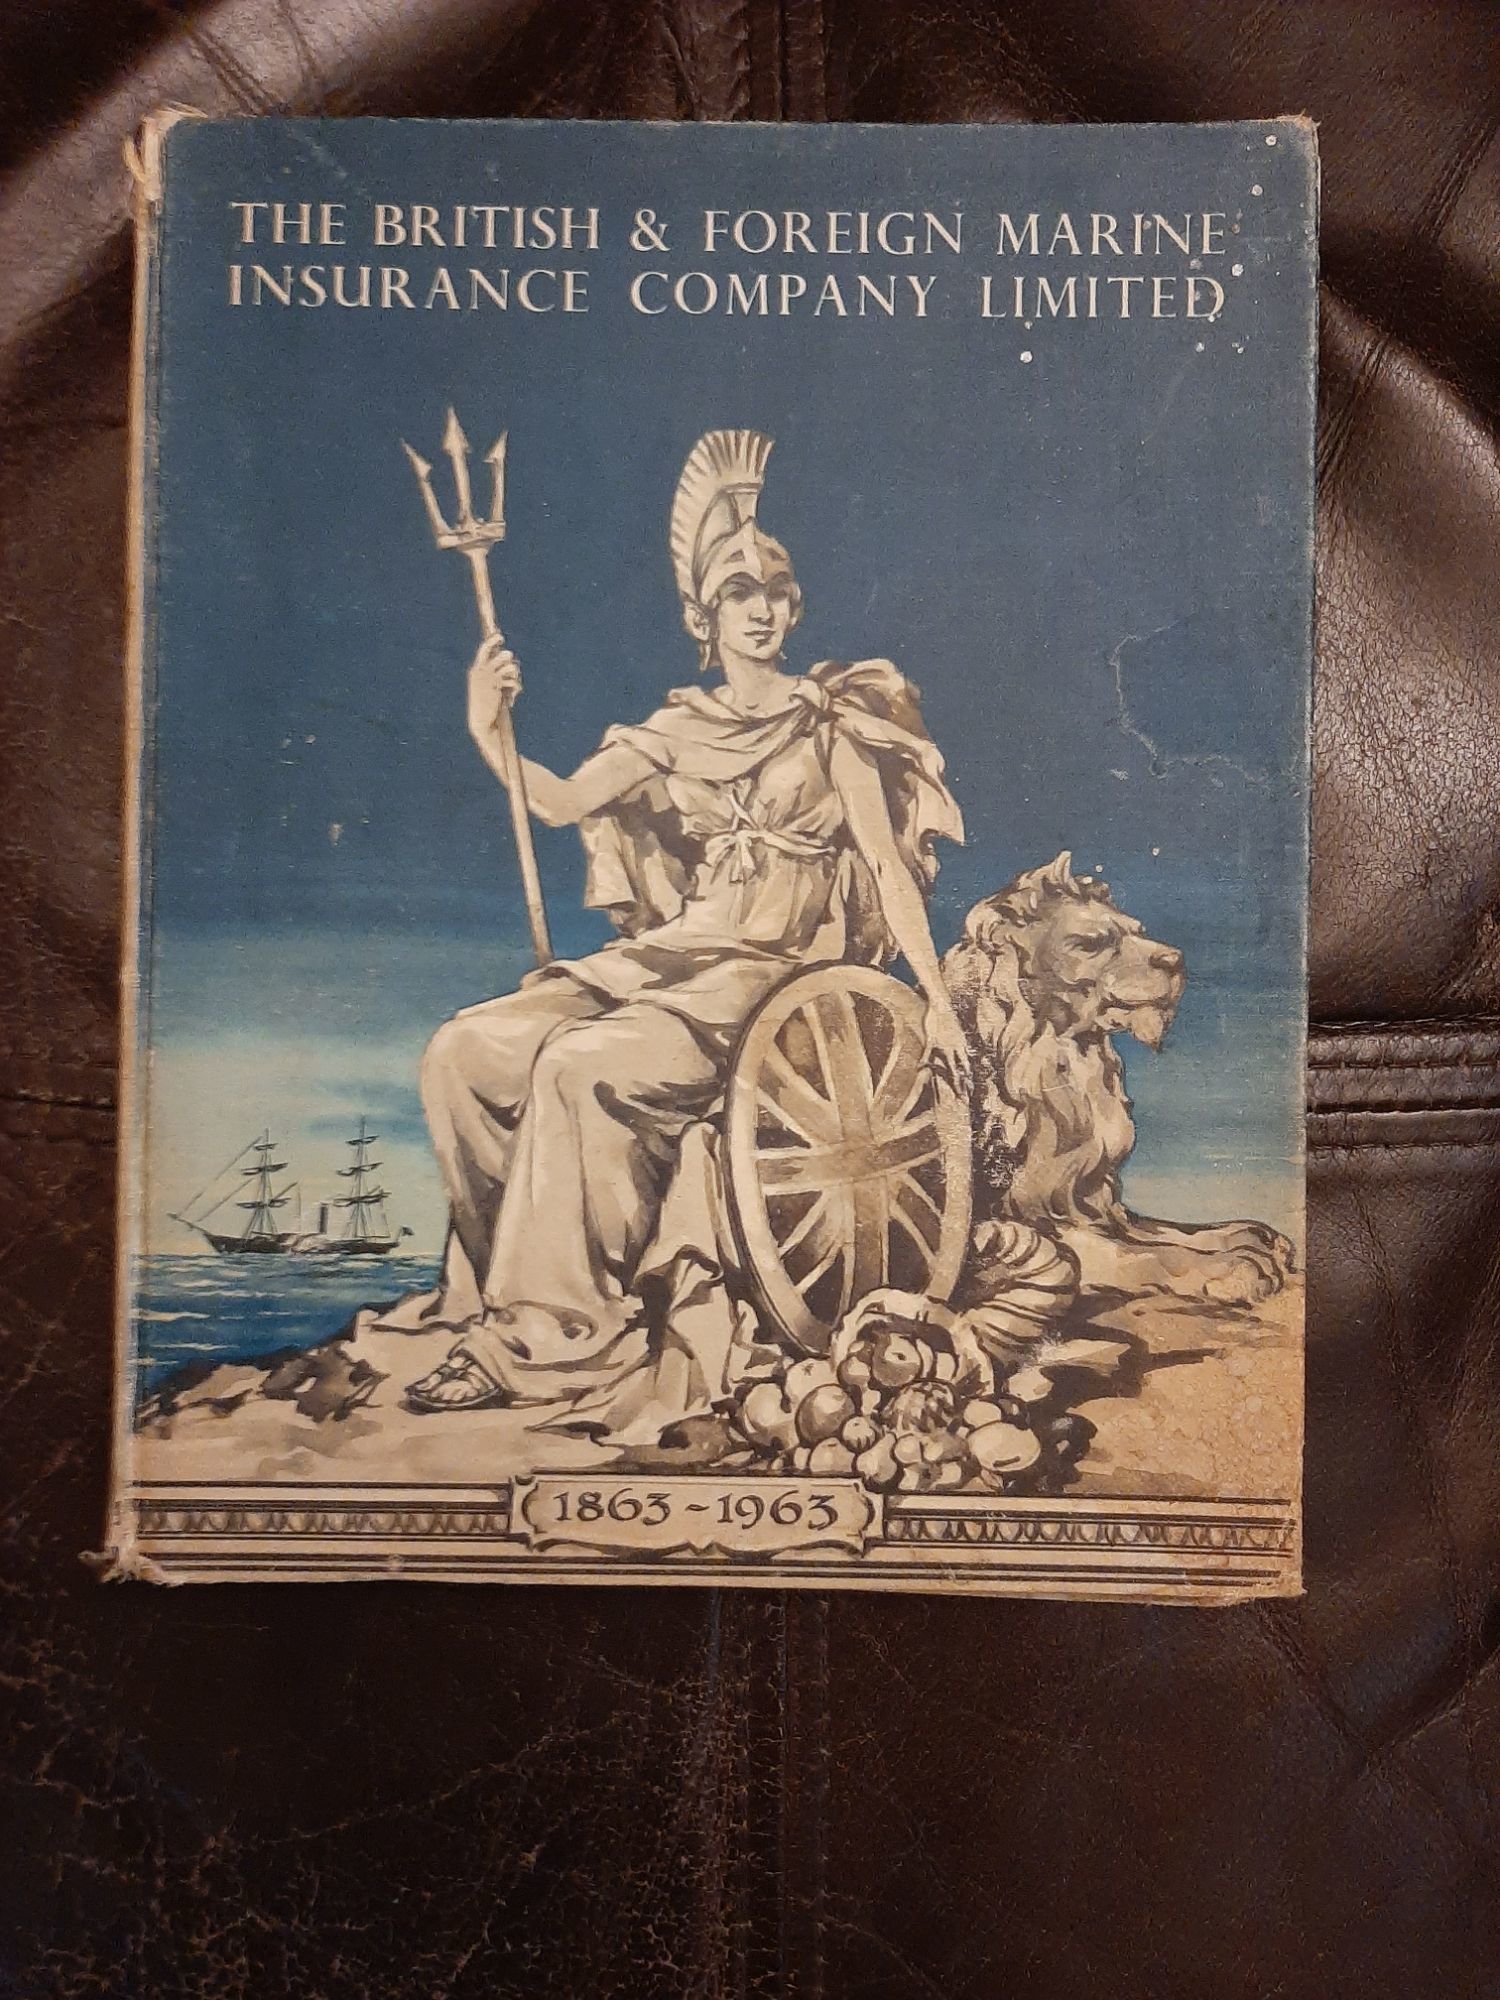 THE BRITISH & FOREIGN MARINE
INSURANCE COMPANY LIMITED
1863-1963